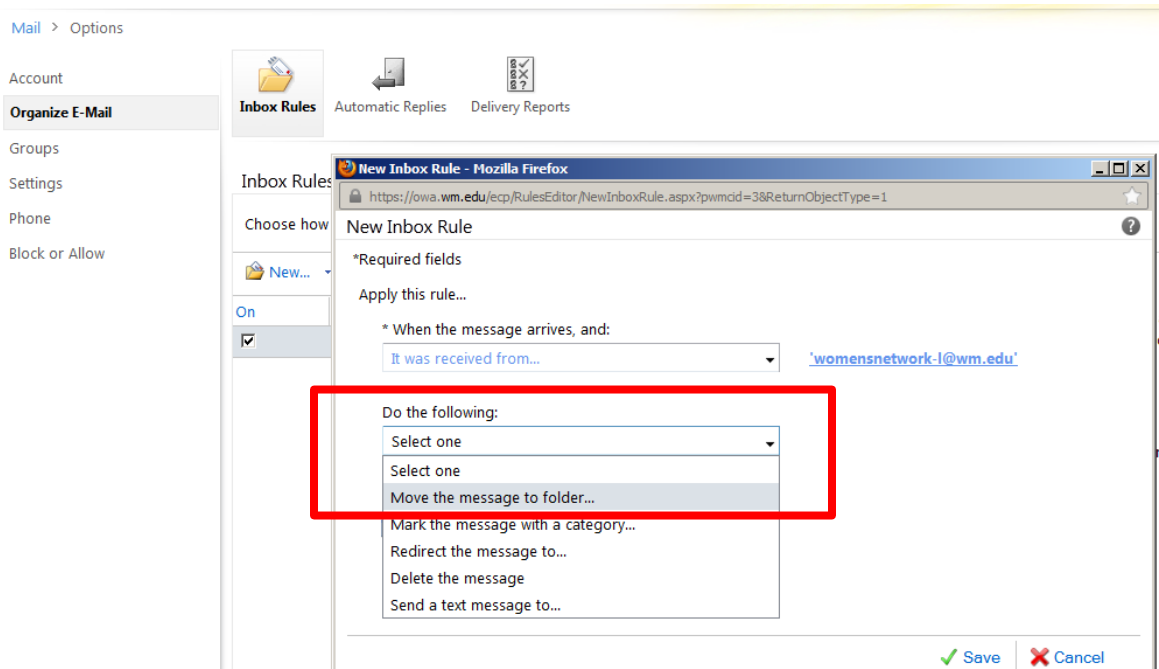 Mail > Options
Account
Organize E-Mail
Groups
Settings
Phone
Block or Allow
Inbox Rules
Automatic Replies
Delivery Reports
Inbox Rules
Choose how
New...
On
New Inbox Rule - Mozilla Firefox
https://owa.wm.edu/ecp/RulesEditor/NewInboxRule.aspx?pwmcid=3&ReturnObjectType=1
New Inbox Rule
*Required fields
Apply this rule...
* When the message arrives, and:
It was received from... 'womensnetwork-l@wm.edu'
Do the following:
Select one
Select one
Move the message to folder...
Mark the message with a category...
Redirect the message to...
Delete the message
Send a text message to...
Save Cancel